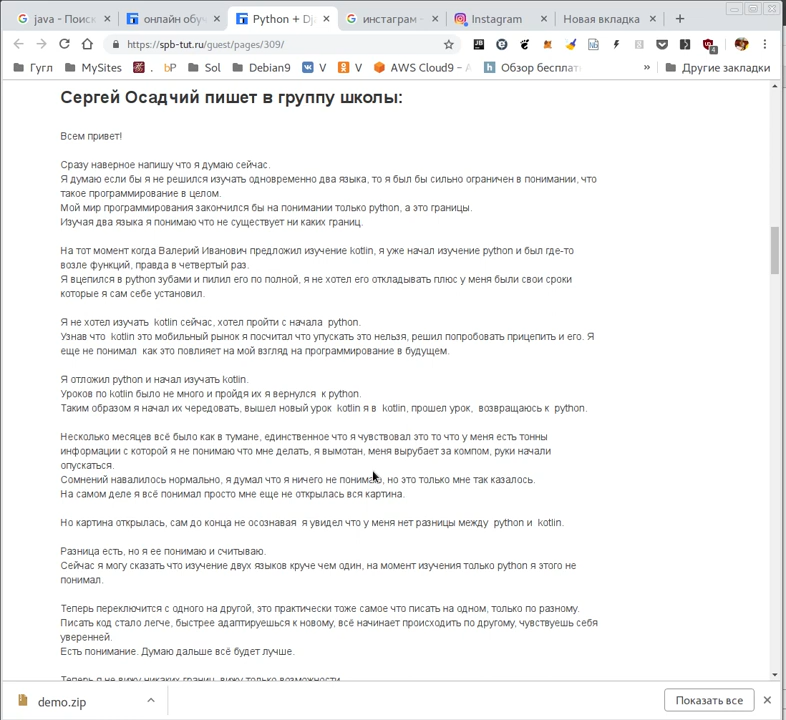 java - Поиск
онлайн обуч
Python + Dj
инстаграм -
Instagram
Новая вкладка
https://spb-tut.ru/guest/pages/309/
Гугл
MySites
.
bP
Sol
Debian9
V
V
AWS Cloud9 – A
Обзор бесплат
»
Другие закладки
Сергей Осадчий пишет в группу школы:
Всем привет!
Сразу наверное напишу что я думаю сейчас.
Я думаю если бы я не решился изучать одновременно два языка, то я был бы сильно ограничен в понимании, что
такое программирование в целом.
Мой мир программирования закончился бы на понимании только python, а это границы.
Изучая два языка я понимаю что не существует ни каких границ.
На тот момент когда Валерий Иванович предложил изучение kotlin, я уже начал изучение python и был где-то
возле функций, правда в четвертый раз.
Я вцепился в python зубами и пилил его по полной, я не хотел его откладывать плюс у меня были свои сроки
которые я сам себе установил.
Я не хотел изучать kotlin сейчас, хотел пройти с начала python.
Узнав что kotlin это мобильный рынок я посчитал что упускать это нельзя, решил попробовать прицепить и его. Я
еще не понимал как это повлияет на мой взгляд на программирование в будущем.
Я отложил python и начал изучать kotlin.
Уроков по kotlin было не много и пройдя их я вернулся к python.
Таким образом я начал их чередовать, вышел новый урок kotlin я в kotlin, прошел урок, возвращаюсь к python.
Несколько месяцев всё было как в тумане, единственное что я чувствовал это то что у меня есть тонны
информации с которой я не понимаю что мне делать, я вымотан, меня вырубает за компом, руки начали
опускаться.
Сомнений навалилось нормально, я думал что я ничего не понимаю, но это только мне так казалось.
На самом деле я всё понимал просто мне еще не открылась вся картина.
Но картина открылась, сам до конца не осознавая я увидел что у меня нет разницы между python и kotlin.
Разница есть, но я ее понимаю и считываю.
Сейчас я могу сказать что изучение двух языков круче чем один, на момент изучения только python я этого не
понимал.
Теперь переключится с одного на другой, это практически тоже самое что писать на одном, только по разному.
Писать код стало легче, быстрее адаптируешься к новому, всё начинает происходить по другому, чувствуешь себя
уверенней.
Есть понимание. Думаю дальше всё будет лучше.
Теперь я не вижу никаких границ, вижу только возможности.
demo.zip
Показать все